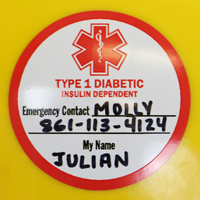 TYPE 1 DIABETIC
INSULIN DEPENDENT
Emergency Contact MOLLY
861-113-4124
My Name
JULIAN